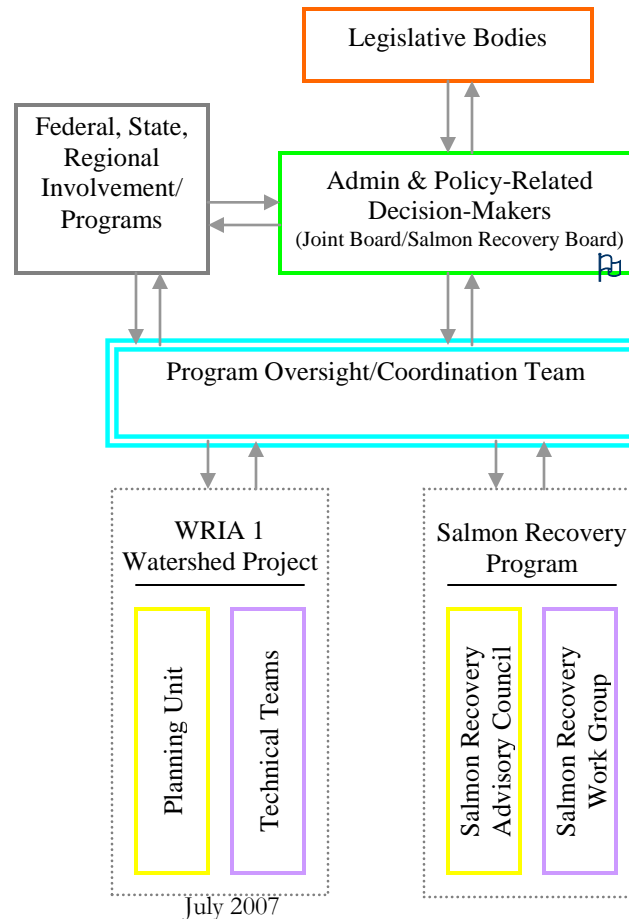 Legislative Bodies
Federal, State,
Regional
Involvement/
Programs
Admin & Policy-Related
Decision-Makers
(Joint Board/Salmon Recovery Board)
Program Oversight/Coordination Team
WRIA 1
Watershed Project
Planning Unit
Technical Teams
Salmon Recovery
Program
Salmon Recovery
Advisory Council
Salmon Recovery
Work Group
July 2007